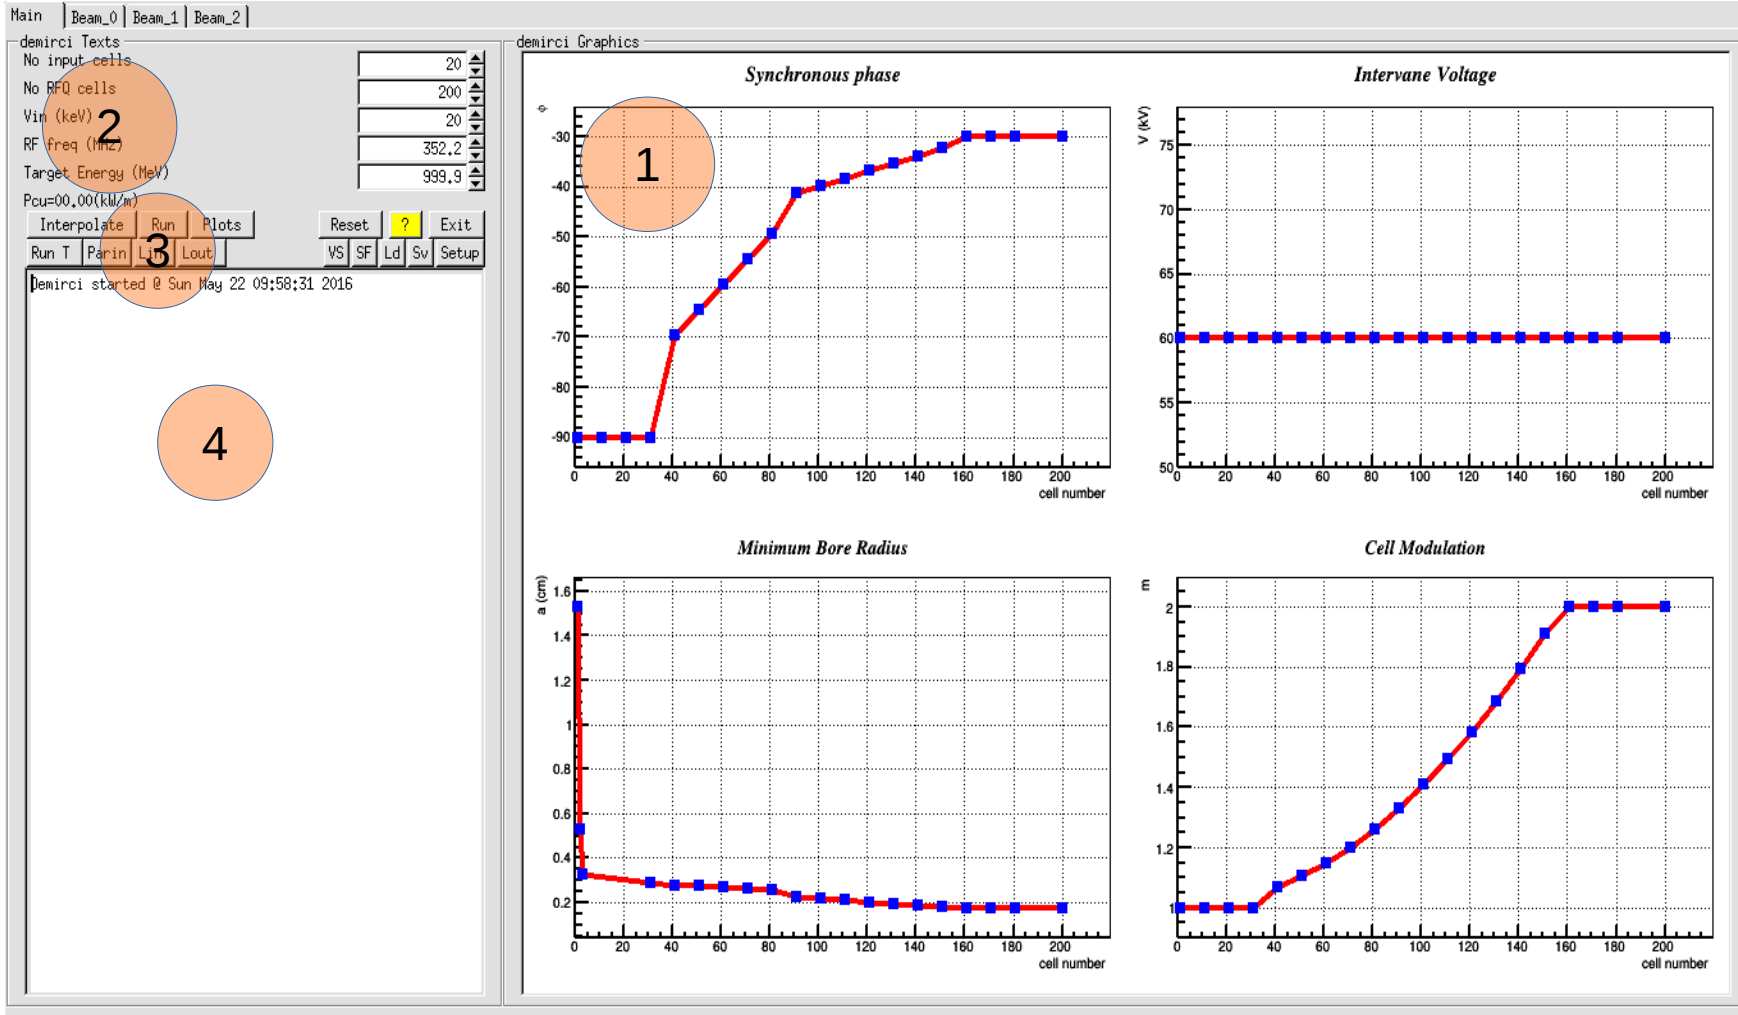 Main Beam_0 Beam_1 Beam_2
demirci Texts
No input cells 20
No RFQ cells 200
Vin (keV) 20
RF freq (MHz) 352.2
Target Energy (MeV) 999.9
Pcu=00.00(kW/m)
Interpolate Run Plots Reset ? Exit
Run T Parin Lin Lout VS SF Ld Sv Setup
Demirci started @ Sun May 22 09:58:31 2016
2
3
4
demirci Graphics
1
Synchronous phase
ϕ
-30
-40
-50
-60
-70
-80
-90
0 20 40 60 80 100 120 140 160 180 200
cell number
Intervane Voltage
V (kV)
75
70
65
60
55
50
0 20 40 60 80 100 120 140 160 180 200
cell number
Minimum Bore Radius
a (cm)
1.6
1.4
1.2
1
0.8
0.6
0.4
0.2
0 20 40 60 80 100 120 140 160 180 200
cell number
Cell Modulation
m
2
1.8
1.6
1.4
1.2
1
0 20 40 60 80 100 120 140 160 180 200
cell number